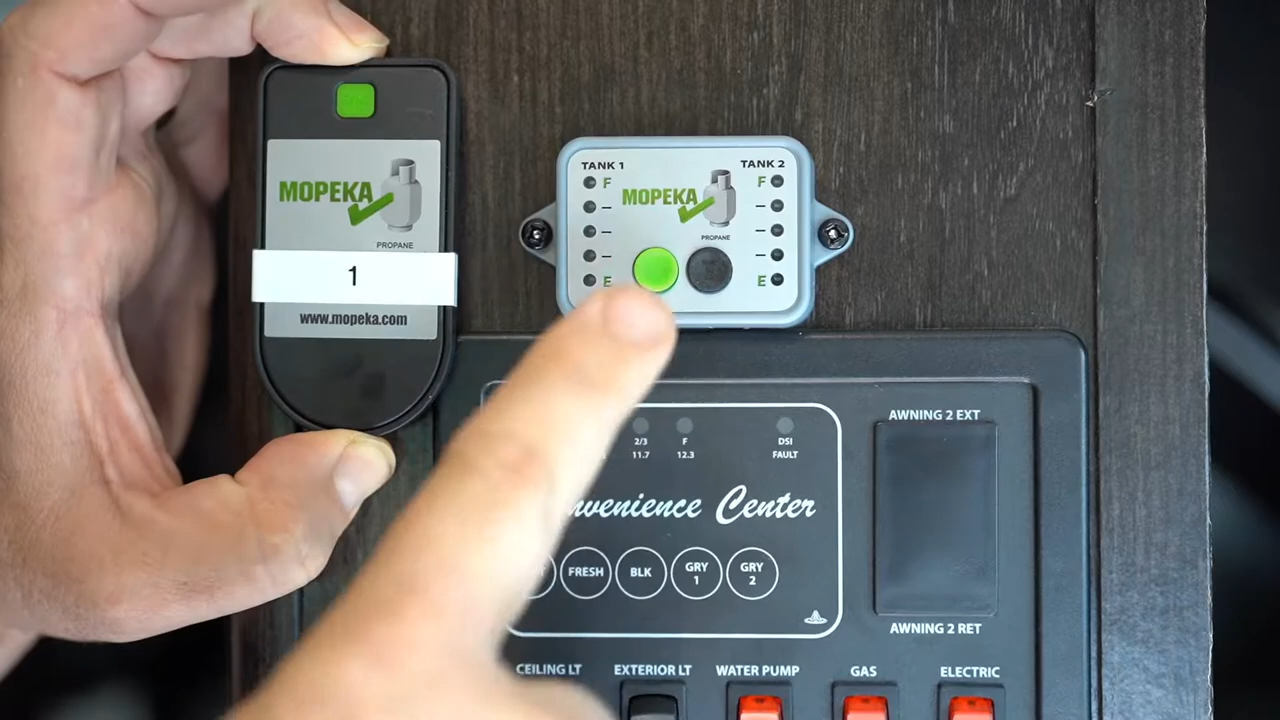 MOPEKA
PROPANE
1
www.mopeka.com
TANK 1
TANK 2
F
F
MOPEKA
PROPANE
E
E
2/3
11.7
F
12.3
DSI
FAULT
Center
FRESH
BLK
GRY
1
GRY
2
AWNING 2 EXT
AWNING 2 RET
CEILING LT
EXTERIOR LT
WATER PUMP
GAS
ELECTRIC